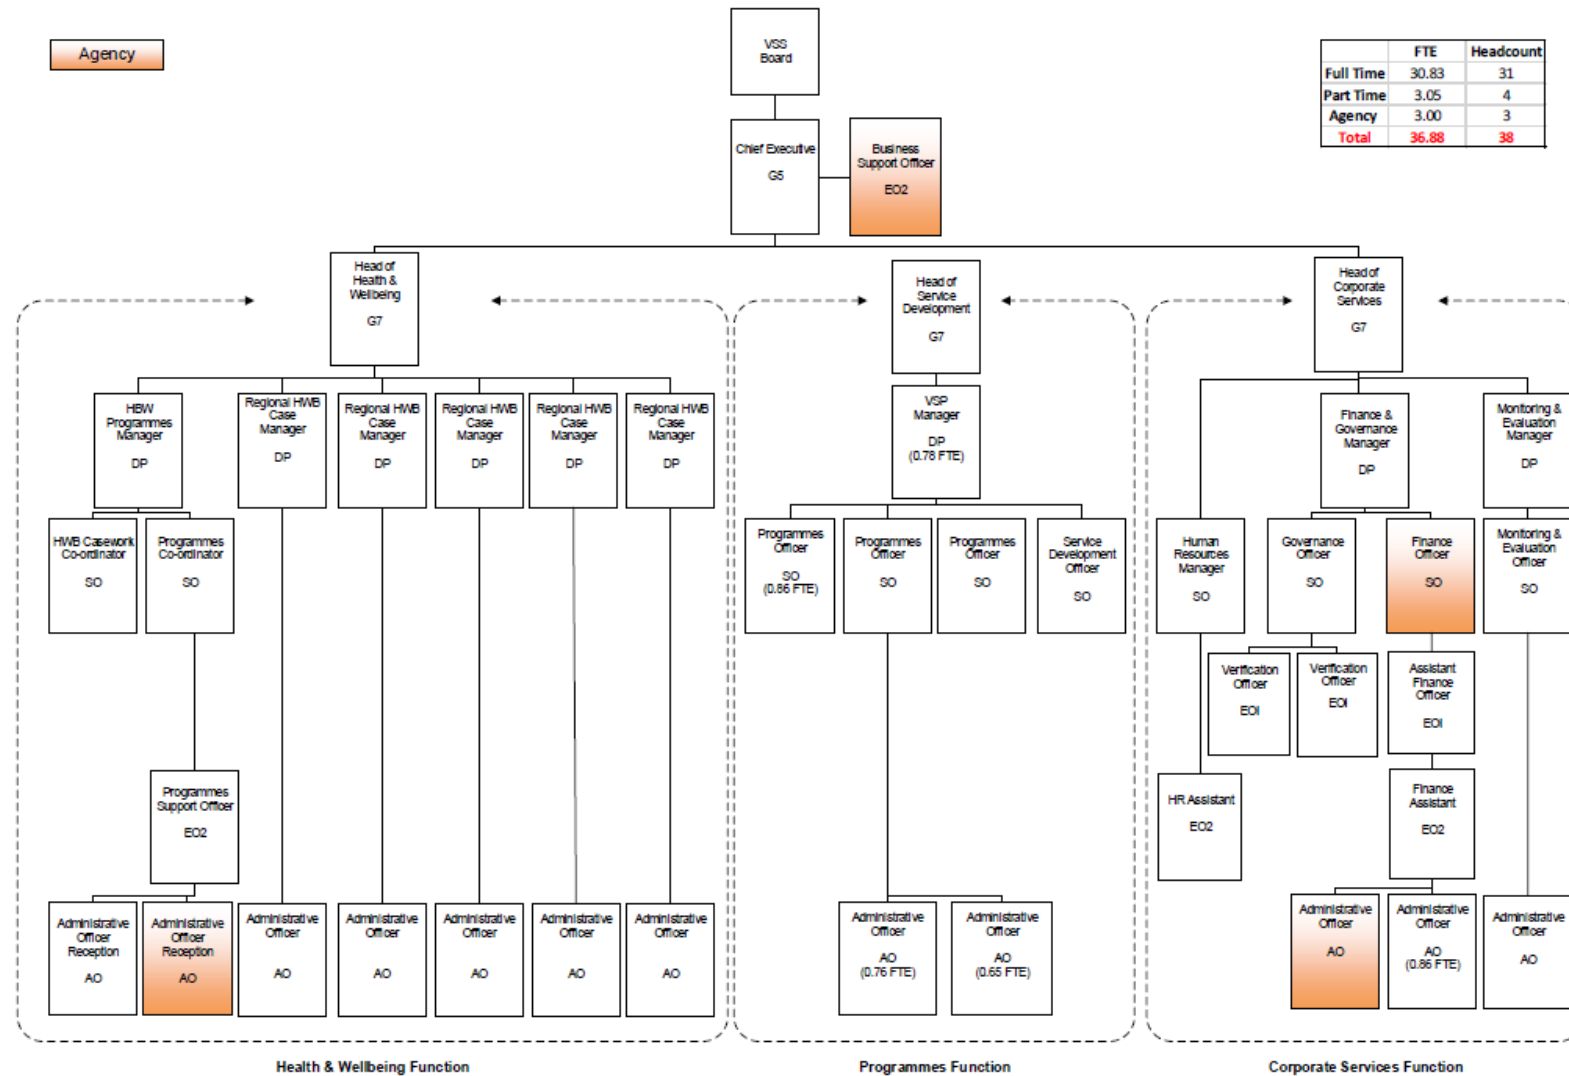 Agency
VSS
Board
FTE Headcount
Full Time 30.83 31
Part Time 3.05 4
Agency 3.00 3
Total 36.88 38
Chief Executive
G5
Business
Support Officer
EO2
Head of
Health &
Wellbeing
G7
Head of
Service
Development
G7
Head of
Corporate
Services
G7
HBW
Programmes
Manager
DP
Regional HWB
Case
Manager
DP
Regional HWB
Case
Manager
DP
Regional HWB
Case
Manager
DP
Regional HWB
Case
Manager
DP
Regional HWB
Case
Manager
DP
VSP
Manager
DP
(0.78 FTE)
Finance &
Governance
Manager
DP
Monitoring &
Evaluation
Manager
DP
HWB Casework
Co-ordinator
SO
Programmes
Co-ordinator
SO
Programmes
Officer
SO
(0.86 FTE)
Programmes
Officer
SO
Programmes
Officer
SO
Service
Development
Officer
SO
Human
Resources
Manager
SO
Governance
Officer
SO
Finance
Officer
SO
Monitoring &
Evaluation
Officer
SO
Verification
Officer
EOI
Verification
Officer
EOI
Assistant
Finance
Officer
EOI
Programmes
Support Officer
EO2
HR Assistant
EO2
Finance
Assistant
EO2
Administrative
Officer
Reception
AO
Administrative
Officer
Reception
AO
Administrative
Officer
AO
Administrative
Officer
AO
Administrative
Officer
AO
Administrative
Officer
AO
Administrative
Officer
AO
Administrative
Officer
AO
(0.76 FTE)
Administrative
Officer
AO
(0.65 FTE)
Administrative
Officer
AO
Administrative
Officer
AO
(0.86 FTE)
Administrative
Officer
AO
Health & Wellbeing Function
Programmes Function
Corporate Services Function